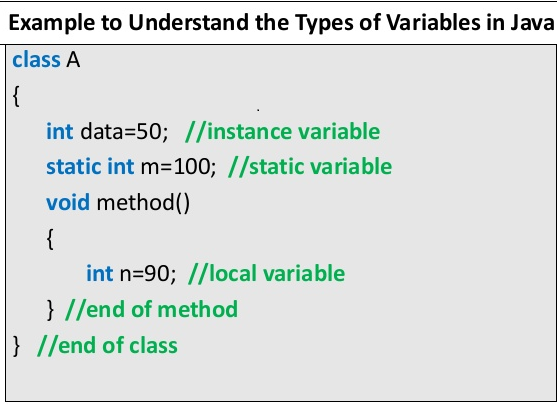 Example to Understand the Types of Variables in Java
class A
{
int data=50; //instance variable
static int m=100; //static variable
void method()
{
int n=90; //local variable
} //end of method
} //end of class